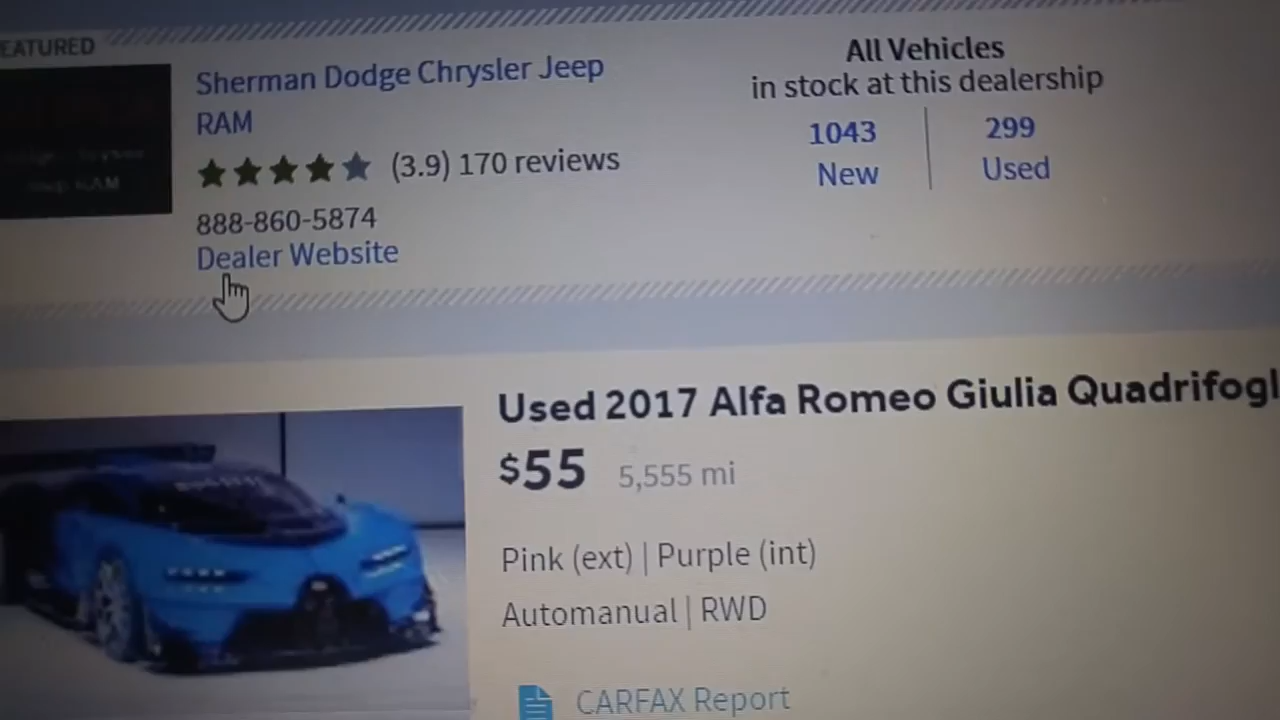 EATURED
Sherman Dodge Chrysler Jeep
RAM
(3.9) 170 reviews
888-860-5874
Dealer Website
All Vehicles
in stock at this dealership
1043
299
New
Used
Used 2017 Alfa Romeo Giulia Quadrifogl
$55 5,555 mi
Pink (ext) | Purple (int)
Automanual | RWD
CARFAX Report